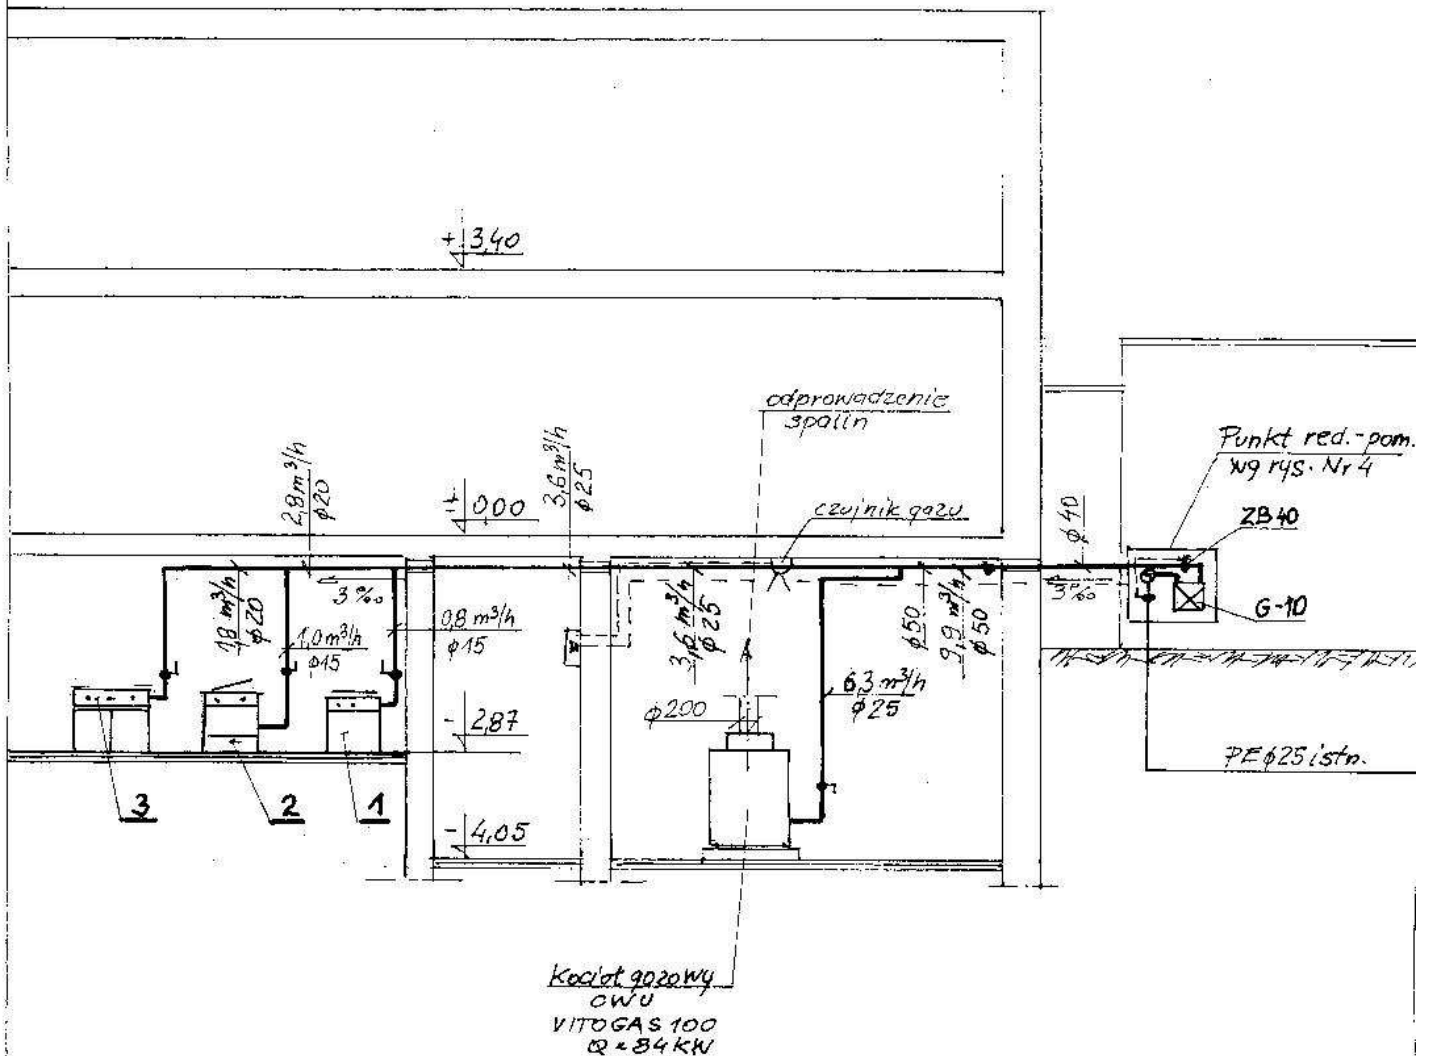 + 3,40
odprowadzenie
spalin
Punkt red.-pom.
wg rys. Nr 4
2,8 m³/h
ϕ20
± 0,00
3,6 m³/h
ϕ25
czujnik gazu
ϕ40
ZB40
1,8 m³/h
ϕ20
3 ‰
0,8 m³/h
ϕ15
1,0 m³/h
ϕ15
3,6 m³/h
ϕ25
ϕ50
9,9 m³/h
ϕ50
3‰
G-10
6,3 m³/h
ϕ25
ϕ200
- 2,87
PEϕ25 istn.
3
2
1
- 4,05
Kocioł gazowy
CWU
VITOGAS 100
Q = 84 KW